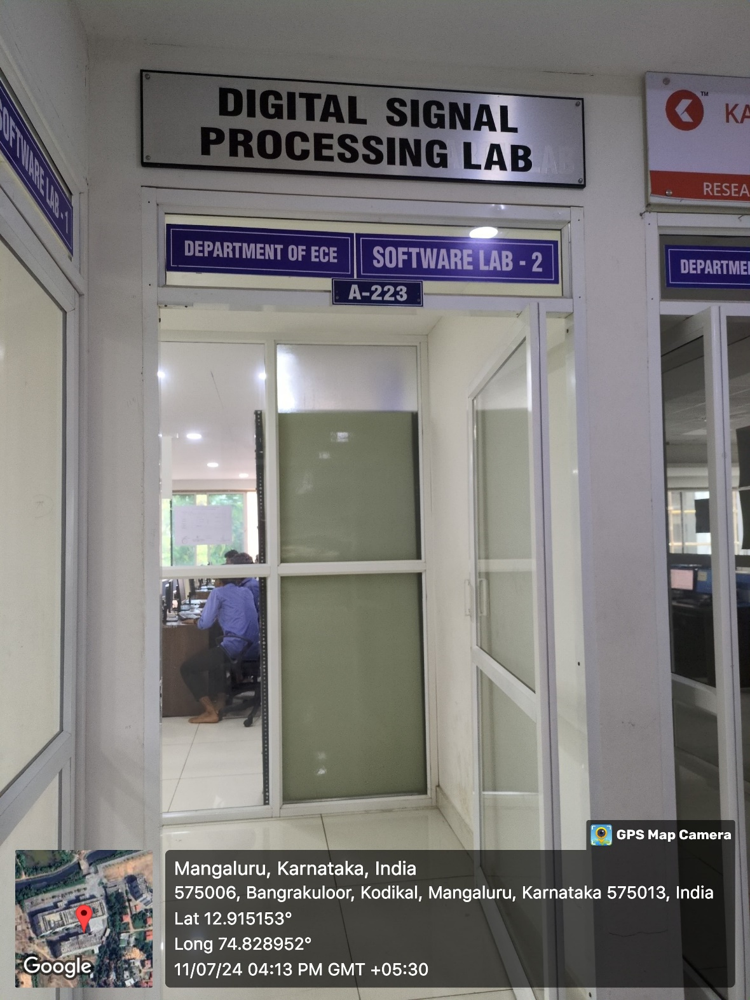 DIGITAL SIGNAL
PROCESSING LAB
SOFTWARE LAB - 1
DEPARTMENT OF ECE
SOFTWARE LAB - 2
A-223
TM
KA
RESEA
DEPARTME
GPS Map Camera
Mangaluru, Karnataka, India
575006, Bangrakuloor, Kodikal, Mangaluru, Karnataka 575013, India
Lat 12.915153°
Long 74.828952°
11/07/24 04:13 PM GMT +05:30
Google